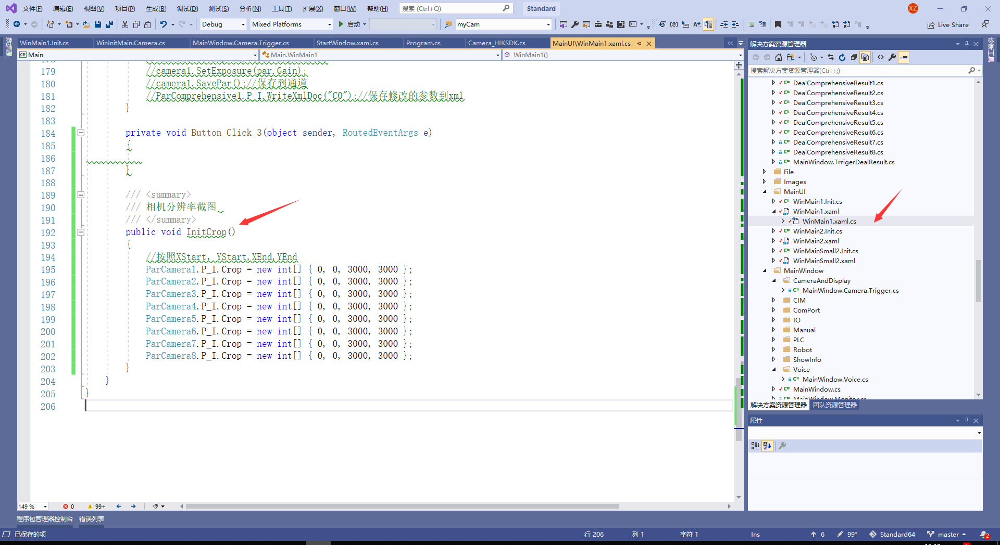 文件(F) 编辑(E) 视图(V) 项目(P) 生成(B) 调试(D) 测试(S) 分析(N) 工具(T) 扩展(X) 窗口(W) 帮助(H) 搜索 (Ctrl+Q) Standard XZ
Debug Mixed Platforms 启动 myCam Live Share
数据源
WinMain1.Init.cs WinInitMain.Camera.cs MainWindow.Camera.Trigger.cs StartWindow.xaml.cs Program.cs Camera_HIKSDK.cs MainUI\WinMain1.xaml.cs
Main Main.WinMain1 WinMain1()
179 //camera1.SetExposure(par.Gain);
180 //camera1.SavePar();//保存到通道
181 //ParComprehensive1.P_I.WriteXmlDoc("C0");//保存修改的参数到xml
182 }
183
184 private void Button_Click_3(object sender, RoutedEventArgs e)
185 {
186
187 }
188
189 /// <summary>
190 /// 相机分辨率截图
191 /// </summary>
192 public void InitCrop()
193 {
194 //按照XStart, YStart,XEnd,YEnd
195 ParCamera1.P_I.Crop = new int[] { 0, 0, 3000, 3000 };
196 ParCamera2.P_I.Crop = new int[] { 0, 0, 3000, 3000 };
197 ParCamera3.P_I.Crop = new int[] { 0, 0, 3000, 3000 };
198 ParCamera4.P_I.Crop = new int[] { 0, 0, 3000, 3000 };
199 ParCamera5.P_I.Crop = new int[] { 0, 0, 3000, 3000 };
200 ParCamera6.P_I.Crop = new int[] { 0, 0, 3000, 3000 };
201 ParCamera7.P_I.Crop = new int[] { 0, 0, 3000, 3000 };
202 ParCamera8.P_I.Crop = new int[] { 0, 0, 3000, 3000 };
203 }
204 }
205 }
206
149 % 0 99+
程序包管理器控制台 错误列表
解决方案资源管理器
搜索解决方案资源管理器(Ctrl+;)
DealComprehensiveResult1.cs
DealComprehensiveResult2.cs
DealComprehensiveResult3.cs
DealComprehensiveResult4.cs
DealComprehensiveResult5.cs
DealComprehensiveResult6.cs
DealComprehensiveResult7.cs
DealComprehensiveResult8.cs
MainWindow.TrrigerDealResult.cs
File
Images
MainUI
WinMain1.Init.cs
WinMain1.xaml
WinMain1.xaml.cs
WinMain2.Init.cs
WinMain2.xaml
WinMainSmall2.Init.cs
WinMainSmall2.xaml
MainWindow
CameraAndDisplay
MainWindow.Camera.Trigger.cs
CIM
ComPort
IO
Manual
PLC
Robot
ShowInfo
Voice
MainWindow.Voice.cs
MainWindow.cs
MainWindow.Monitor.cs
解决方案资源管理器 团队资源管理器
属性
诊断工具
已保存的项 行 206 列 1 字符 1 Ins 6 99* Standard64 master 2